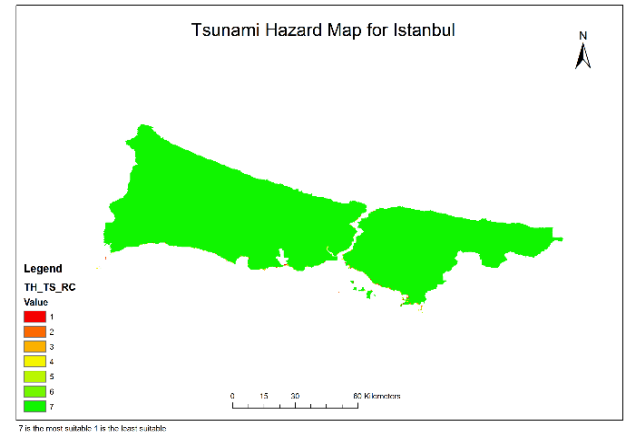 Tsunami Hazard Map for Istanbul
N
Legend
TH_TS_RC
Value
1
2
3
4
5
6
7
0 15 30 60 Kilometers
7 is the most suitable 1 is the least suitable